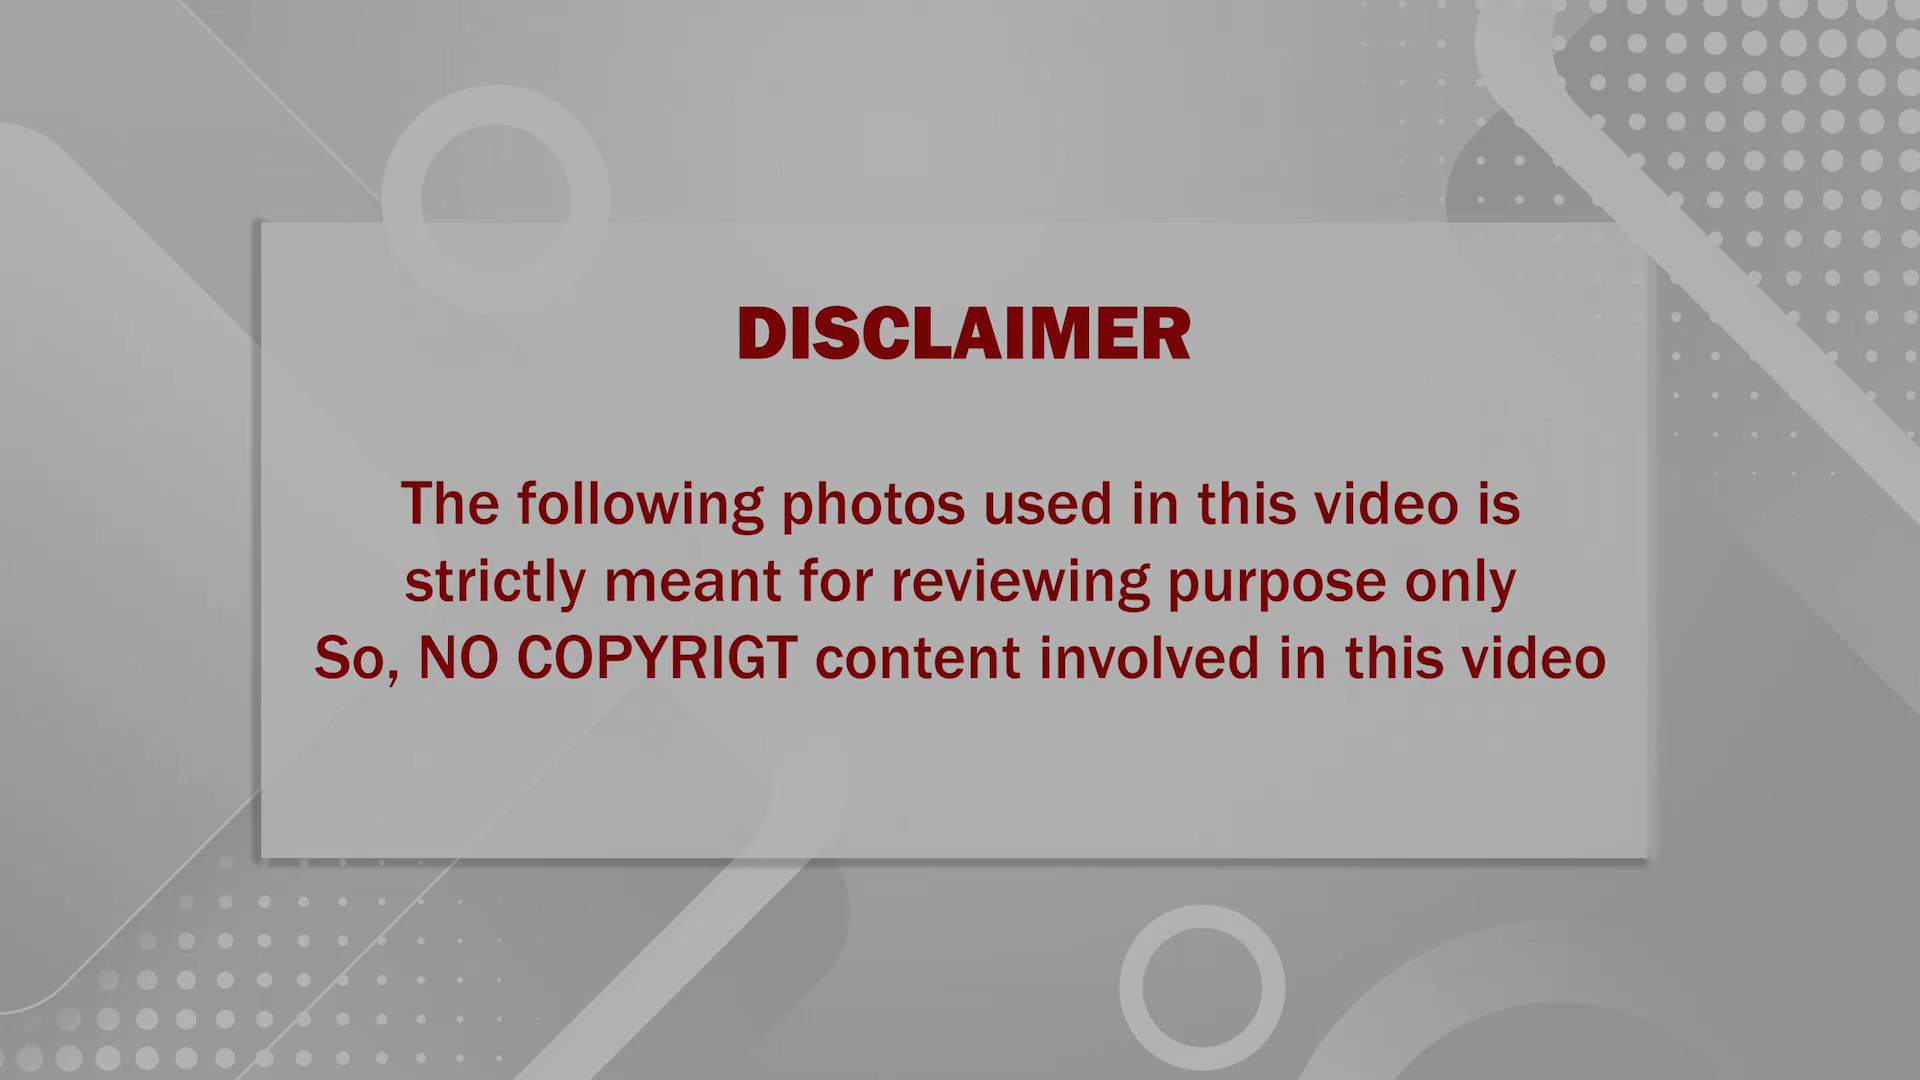 DISCLAIMER
The following photos used in this video is
strictly meant for reviewing purpose only
So, NO COPYRIGT content involved in this video